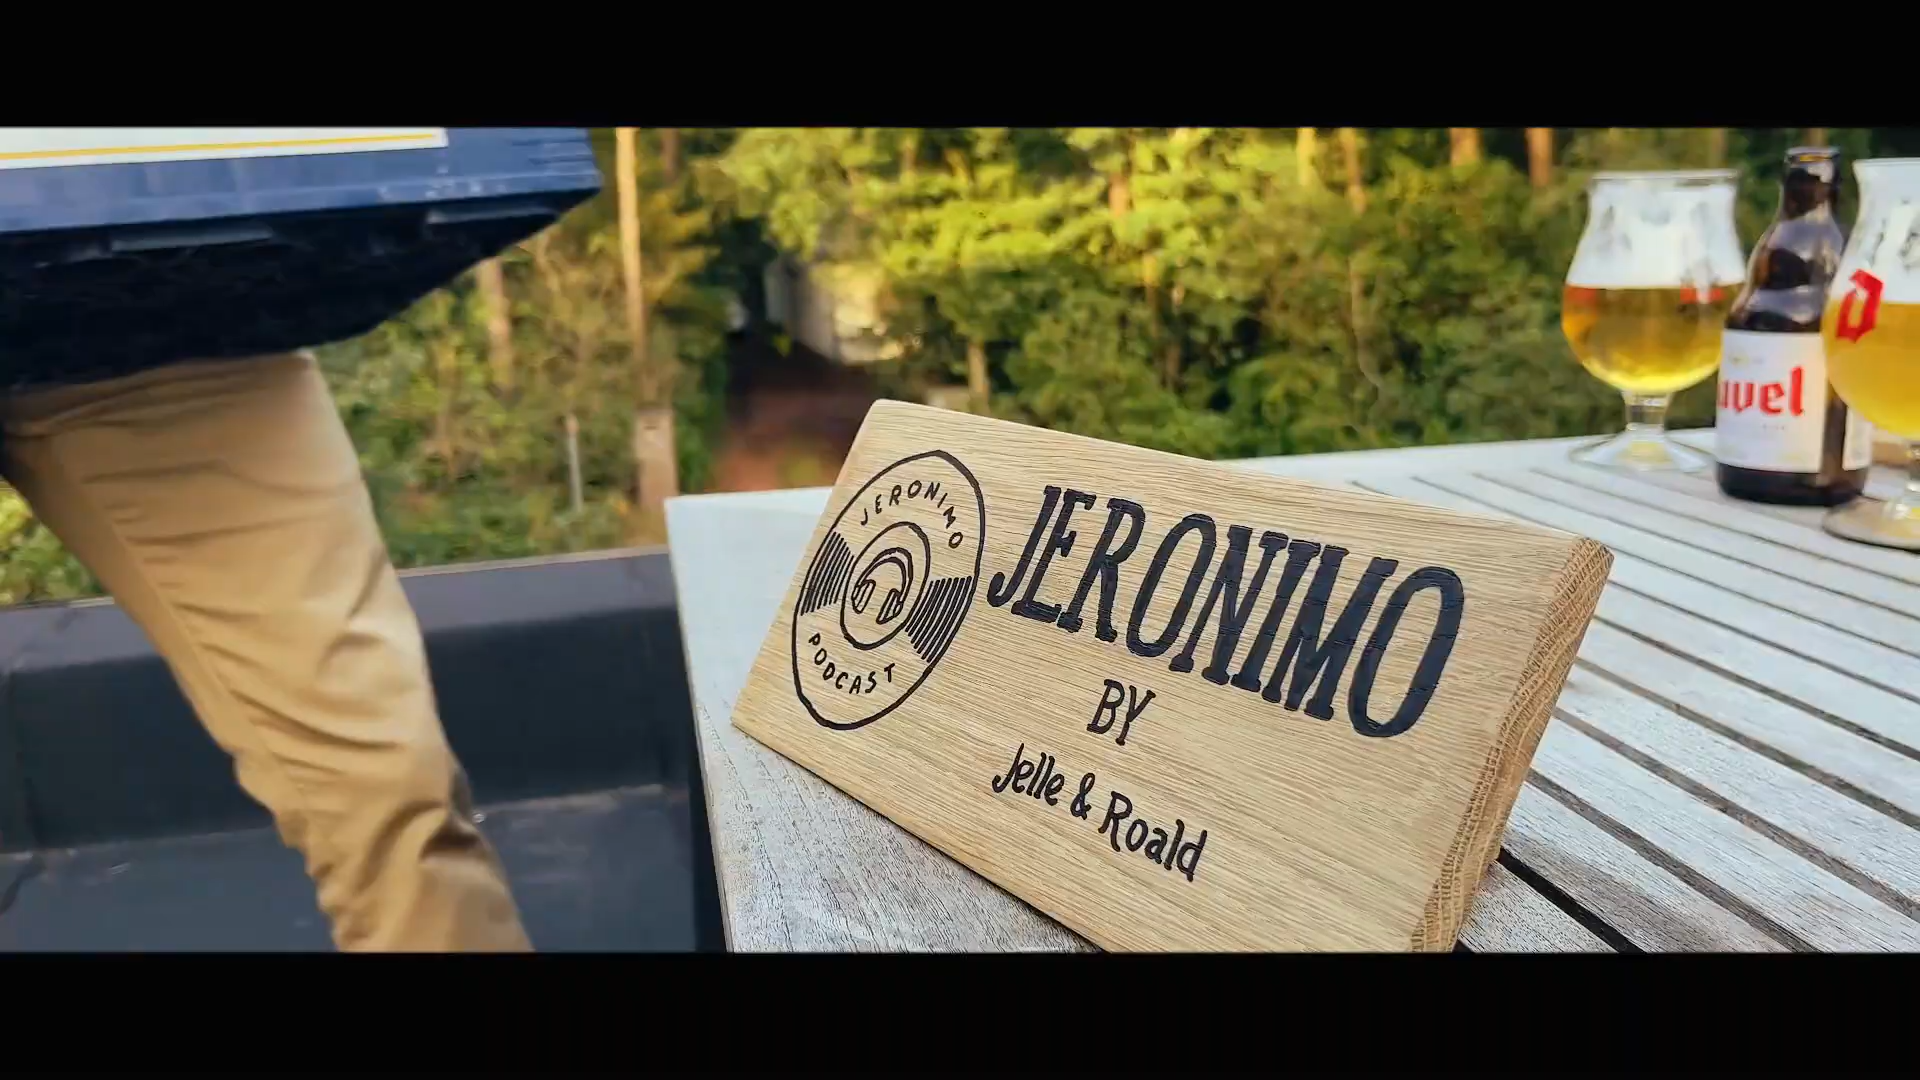 JERONIMO
PODCAST
JERONIMO
BY
Jelle & Roald
uvel